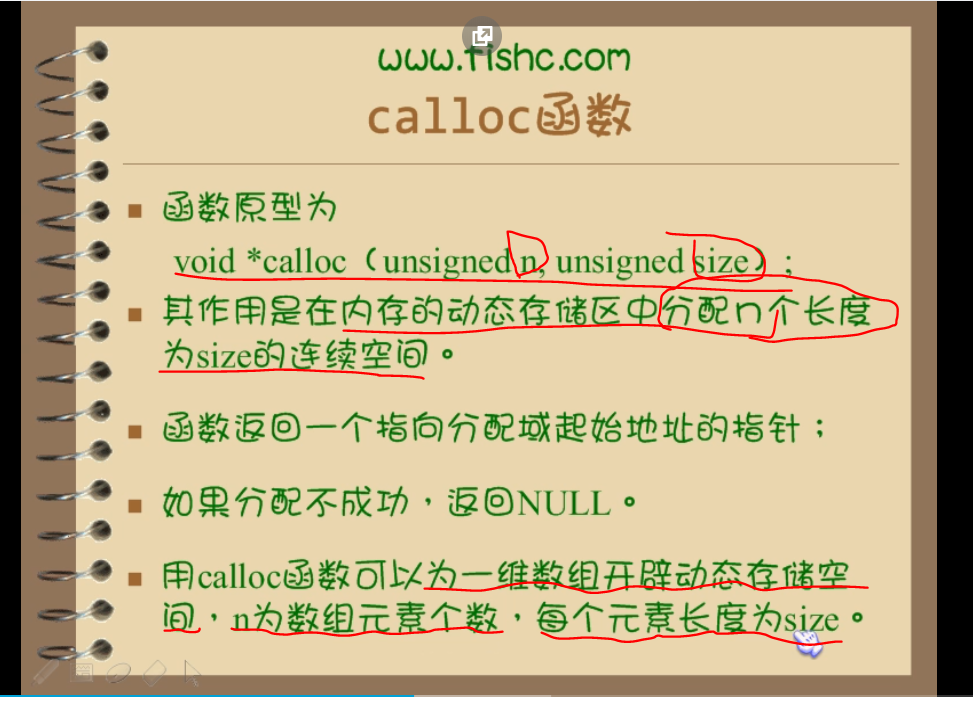 www.fishc.com
calloc函数
函数原型为
void *calloc（unsigned n, unsigned size）;
其作用是在内存的动态存储区中分配n个长度
为size的连续空间。
函数返回一个指向分配域起始地址的指针；
如果分配不成功，返回NULL。
用calloc函数可以为一维数组开辟动态存储空
间，n为数组元素个数，每个元素长度为size。